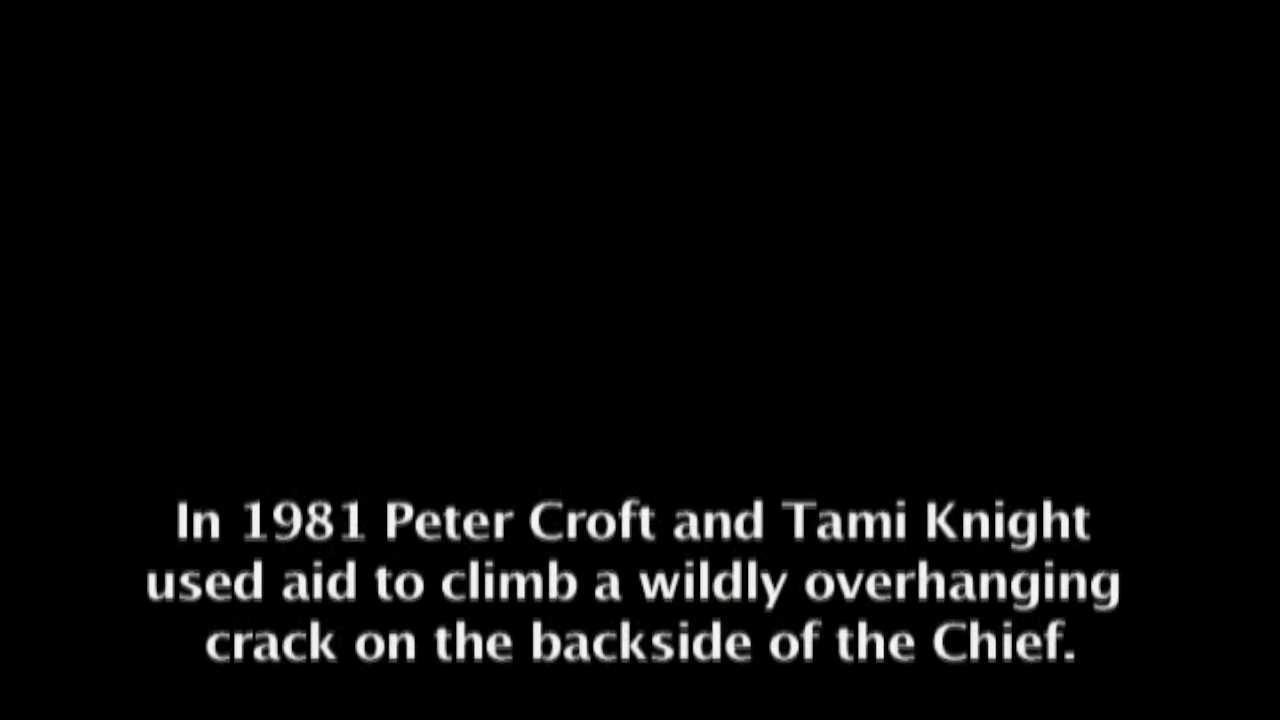 In 1981 Peter Croft and Tami Knight
used aid to climb a wildly overhanging
crack on the backside of the Chief.